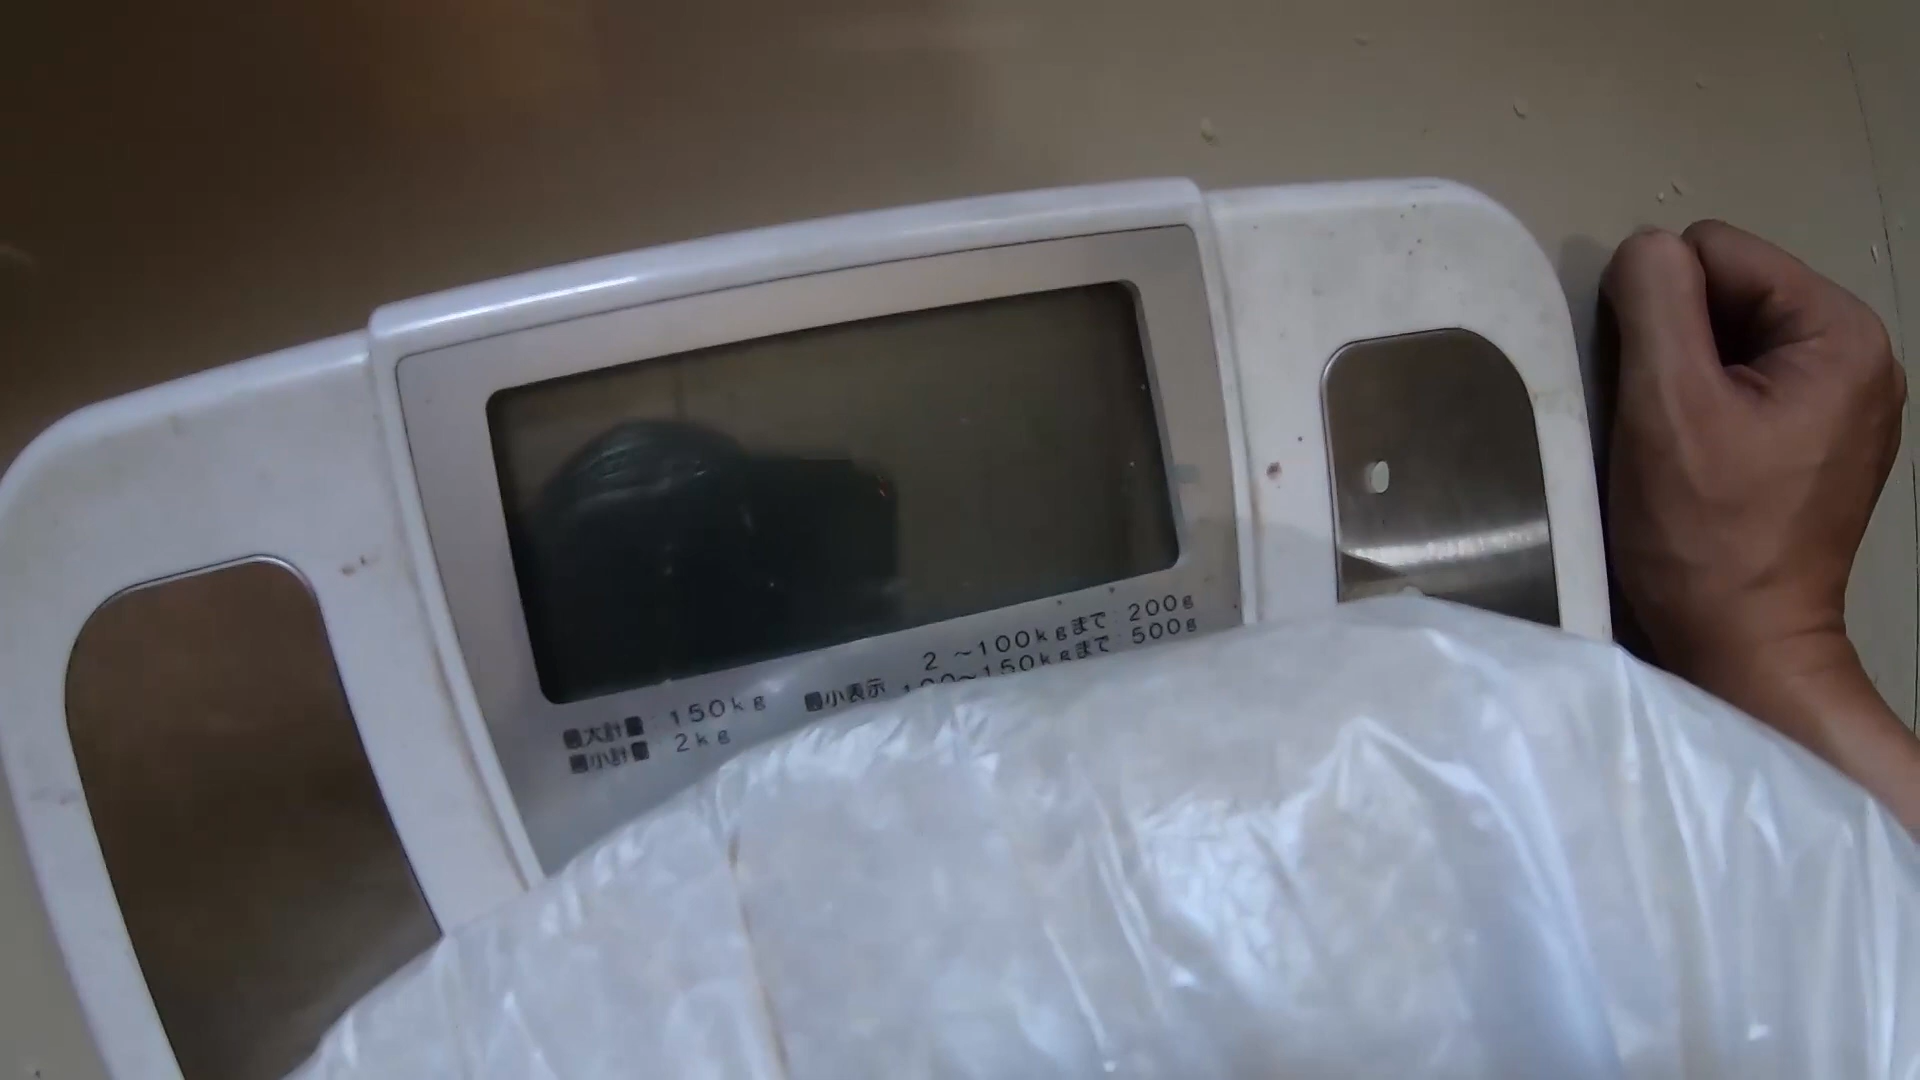 最大計量:150kg
最小計量 2kg
最小表示 2 ~100kgまで:200g
100~150kgまで:500g